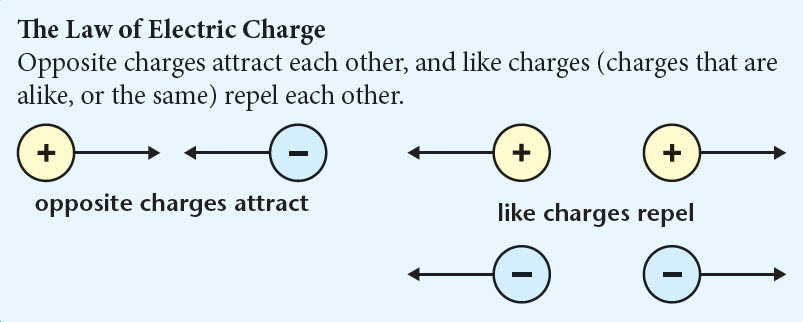 The Law of Electric Charge
Opposite charges attract each other, and like charges (charges that are
alike, or the same) repel each other.
+ − + +
opposite charges attract
like charges repel
− −